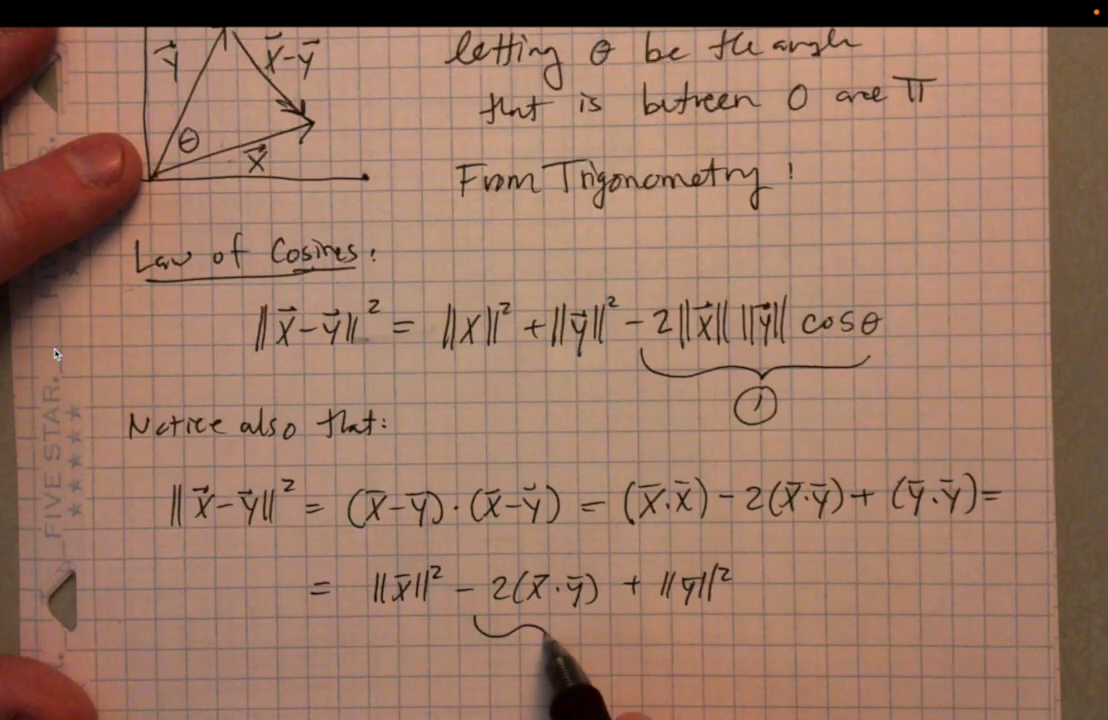 letting θ be the angle
that is between 0 and π
y⃗
x̄-ȳ
θ
x⃗
From Trigonometry!
Law of Cosines:
||x⃗-y⃗||² = ||x||² + ||y⃗||² - 2||x⃗|| ||y⃗|| cosθ
①
Notice also that:
||x⃗-y⃗||² = (x̄-ȳ)·(x̄-ȳ) = (x̄·x̄) - 2(x̄·ȳ) + (ȳ·ȳ) =
= ||x̄||² - 2(x̄·ȳ) + ||ȳ||²
FIVE STAR.